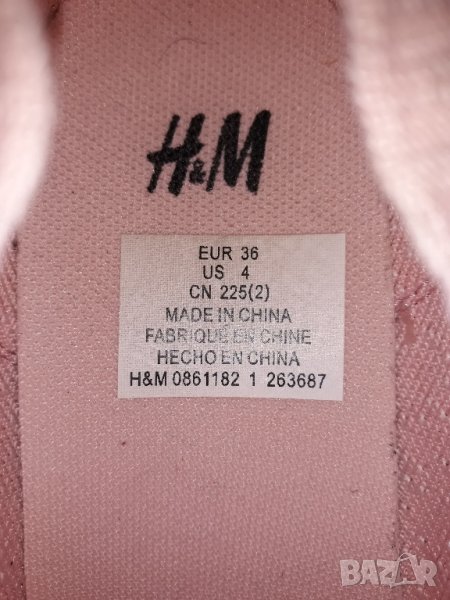 H&M
EUR 36
US 4
CN 225(2)
MADE IN CHINA
FABRIQUÉ EN CHINE
HECHO EN CHINA
H&M 0861182 1 263687
BAZAR